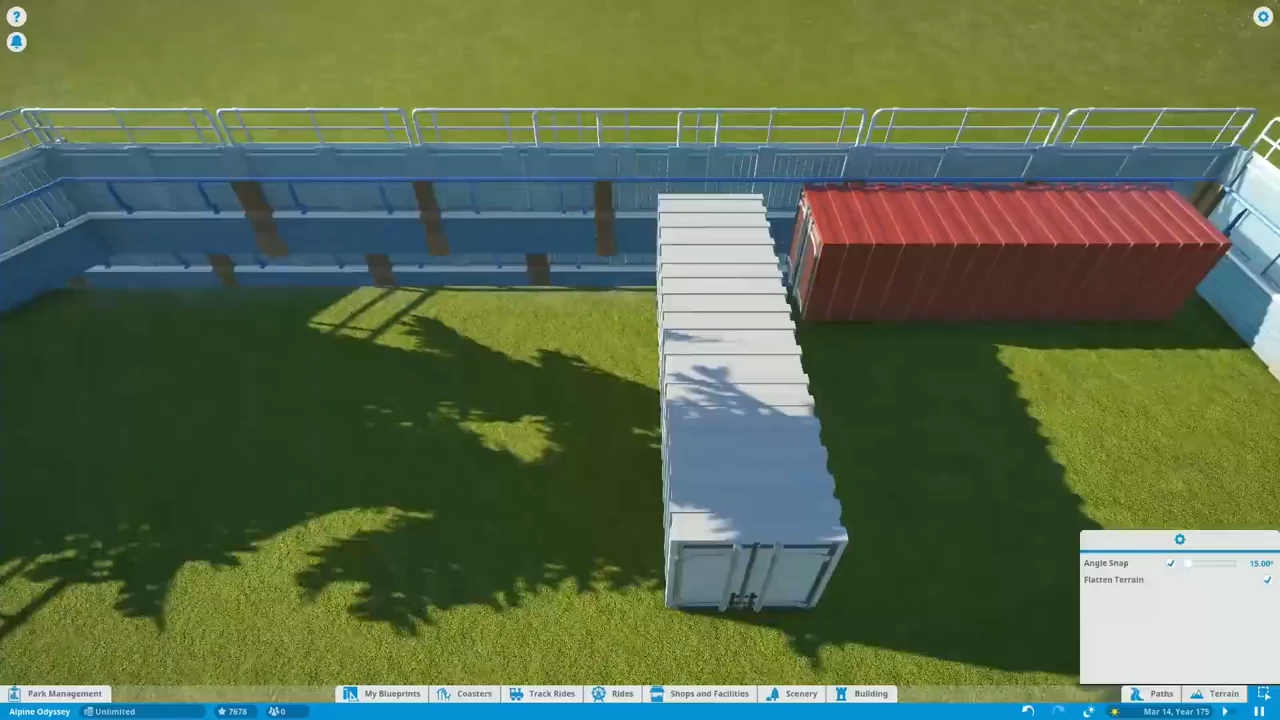 ?
Angle Snap 15.00°
Flatten Terrain
Park Management My Blueprints Coasters Track Rides Rides Shops and Facilities Scenery Building Paths Terrain
Alpine Odyssey Unlimited 7678 0 Mar 14, Year 175